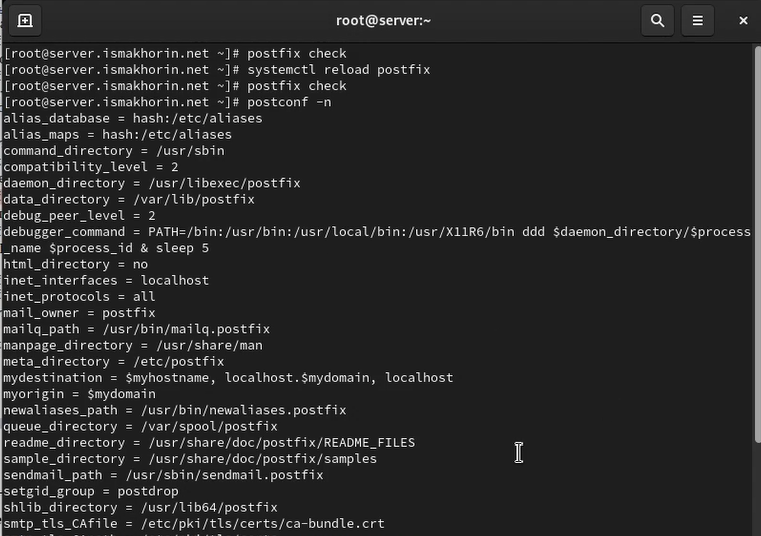 root@server:~
[root@server.ismakhorin.net ~]# postfix check
[root@server.ismakhorin.net ~]# systemctl reload postfix
[root@server.ismakhorin.net ~]# postfix check
[root@server.ismakhorin.net ~]# postconf -n
alias_database = hash:/etc/aliases
alias_maps = hash:/etc/aliases
command_directory = /usr/sbin
compatibility_level = 2
daemon_directory = /usr/libexec/postfix
data_directory = /var/lib/postfix
debug_peer_level = 2
debugger_command = PATH=/bin:/usr/bin:/usr/local/bin:/usr/X11R6/bin ddd $daemon_directory/$process
_name $process_id & sleep 5
html_directory = no
inet_interfaces = localhost
inet_protocols = all
mail_owner = postfix
mailq_path = /usr/bin/mailq.postfix
manpage_directory = /usr/share/man
meta_directory = /etc/postfix
mydestination = $myhostname, localhost.$mydomain, localhost
myorigin = $mydomain
newaliases_path = /usr/bin/newaliases.postfix
queue_directory = /var/spool/postfix
readme_directory = /usr/share/doc/postfix/README_FILES
sample_directory = /usr/share/doc/postfix/samples
sendmail_path = /usr/sbin/sendmail.postfix
setgid_group = postdrop
shlib_directory = /usr/lib64/postfix
smtp_tls_CAfile = /etc/pki/tls/certs/ca-bundle.crt